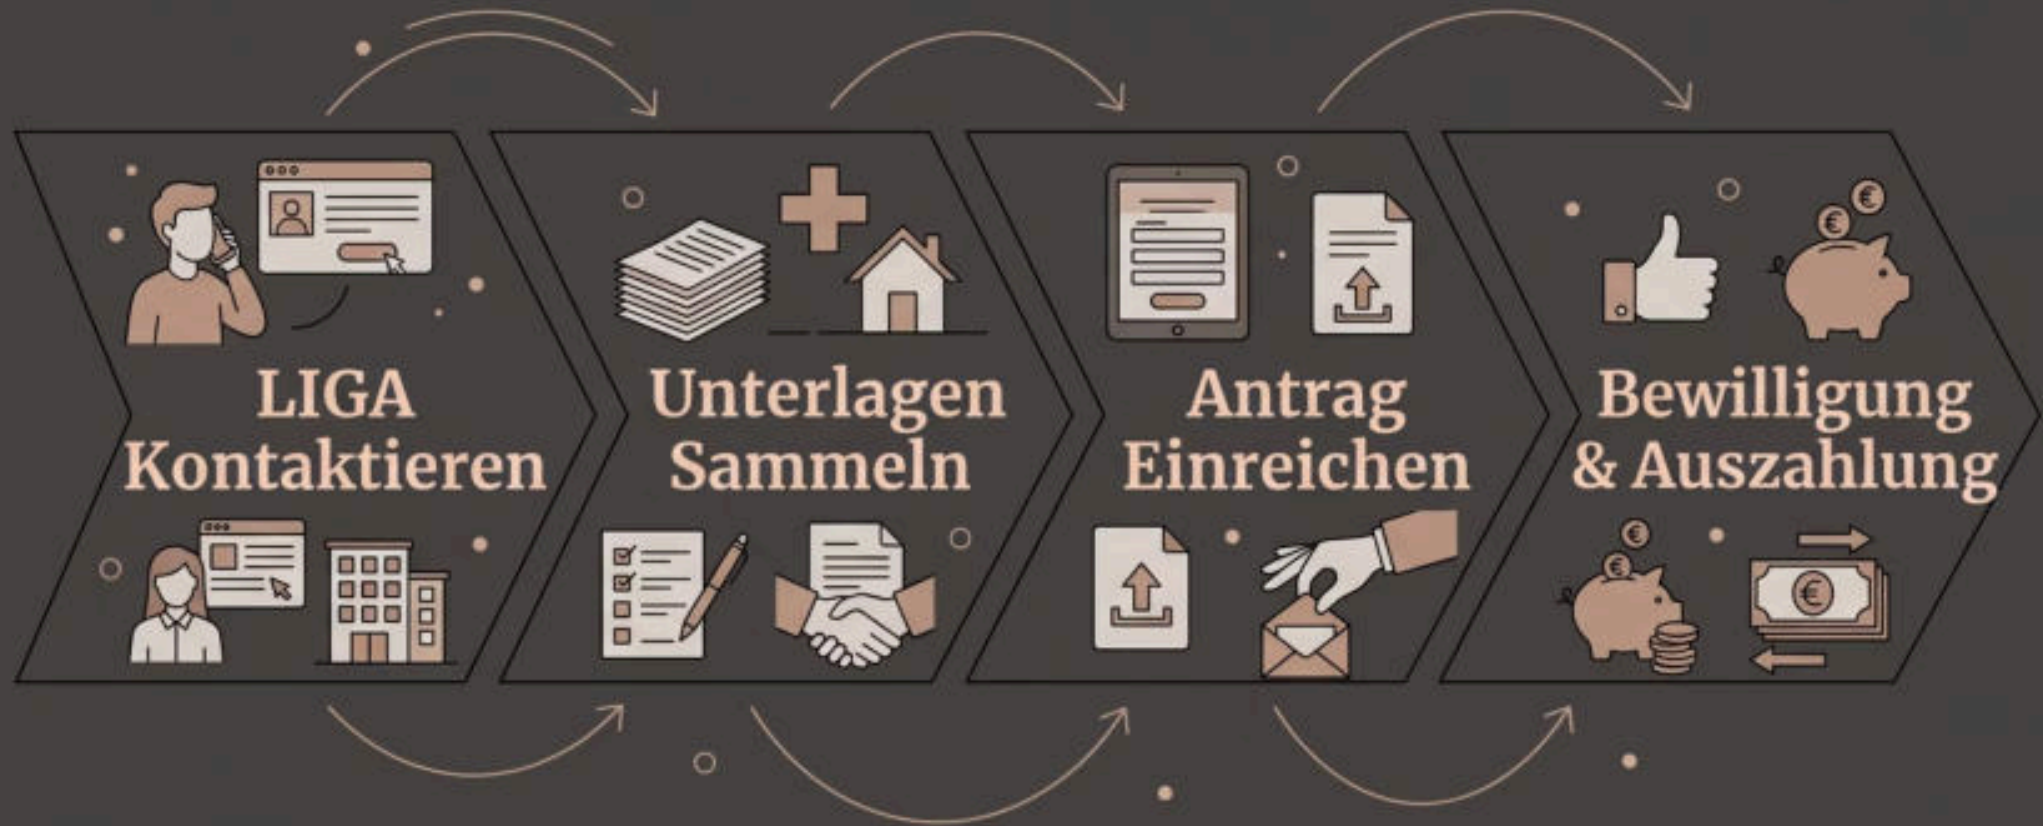 LIGA
Kontaktieren
Unterlagen
Sammeln
Antrag
Einreichen
Bewilligung
& Auszahlung
€
€
€
€
€